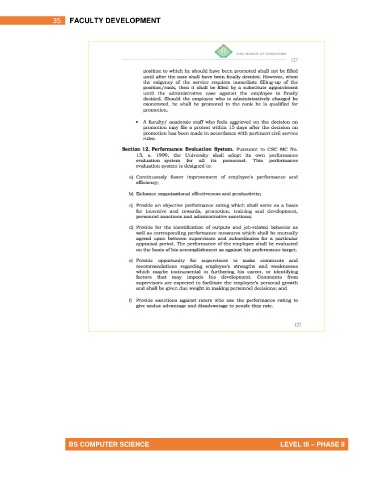 35 FACULTY DEVELOPMENT
MANUAL OF OPERATIONS
127
position to which he should have been promoted shall not be filled
until after the case shall have been finally decided. However, when
the exigency of the service requires immediate filling-up of the
position/rank, then it shall be filled by a substitute appointment
until the administrative case against the employee is finally
decided. Should the employee who is administratively charged be
exonerated, he shall be promoted to the rank he is qualified for
promotion.
• A faculty/ academic staff who feels aggrieved on the decision on
promotion may file a protest within 15 days after the decision on
promotion has been made in accordance with pertinent civil service
rules.
Section 12. Performance Evaluation System. Pursuant to CSC MC No.
13, s. 1999, the University shall adopt its own performance
evaluation system for all its personnel. This performance
evaluation system is designed to:
a) Continuously foster improvement of employee's performance and
efficiency;
b) Enhance organizational effectiveness and productivity;
c) Provide an objective performance rating which shall serve as a basis
for incentive and rewards, promotion, training and development,
personnel sanctions and administrative sanctions;
d) Provide for the identification of outputs and job-related behavior as
well as corresponding performance measures which shall be mutually
agreed upon between supervisors and subordinates for a particular
appraisal period. The performance of the employee shall be evaluated
on the basis of his accomplishment as against his performance target;
e) Provide opportunity for supervisors to make comments and
recommendations regarding employee's strengths and weaknesses
which maybe instrumental in furthering his career, or identifying
factors that may impede his development. Comments from
supervisors are expected to facilitate the employee's personal growth
and shall be given due weight in making personnel decisions; and
f) Provide sanctions against raters who use the performance rating to
give undue advantage and disadvantage to people they rate.
127
BS COMPUTER SCIENCE LEVEL III – PHASE II